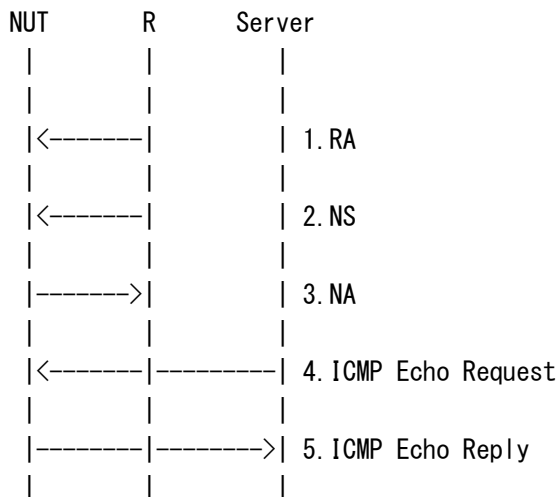 NUT R Server
1. RA
2. NS
3. NA
4. ICMP Echo Request
5. ICMP Echo Reply